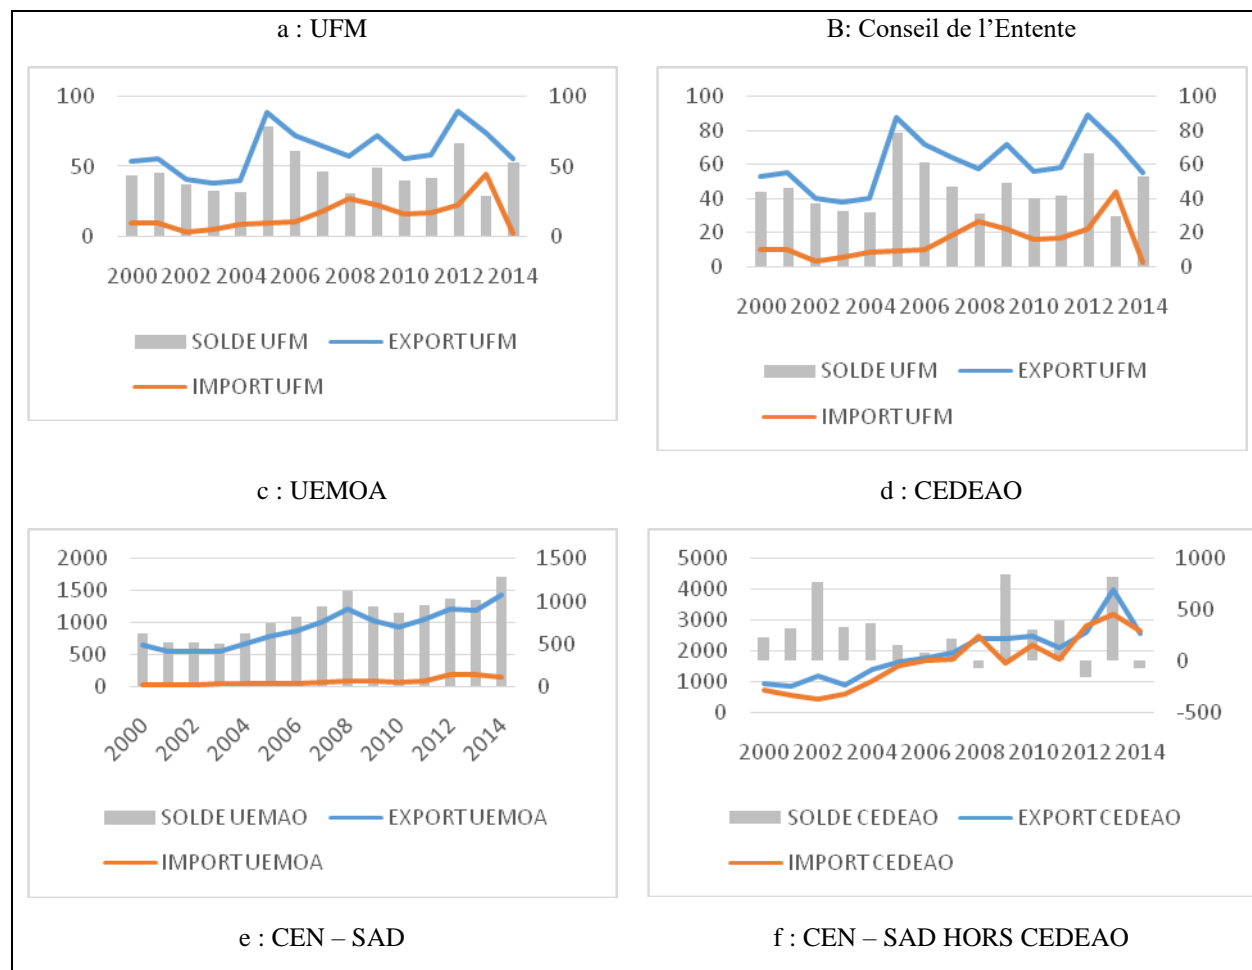 a : UFM
B: Conseil de l’Entente
100
50
0
100
50
0
2000 2002 2004 2006 2008 2010 2012 2014
SOLDE UFM EXPORT UFM
IMPORT UFM
100
80
60
40
20
0
100
80
60
40
20
0
2000 2002 2004 2006 2008 2010 2012 2014
SOLDE UFM EXPORT UFM
IMPORT UFM
c : UEMOA
d : CEDEAO
2000
1500
1000
500
0
1500
1000
500
0
2000 2002 2004 2006 2008 2010 2012 2014
SOLDE UEMAO EXPORT UEMOA
IMPORT UEMOA
5000
4000
3000
2000
1000
0
1000
500
0
-500
2000 2002 2004 2006 2008 2010 2012 2014
SOLDE CEDEAO EXPORT CEDEAO
IMPORT CEDEAO
e : CEN – SAD
f : CEN – SAD HORS CEDEAO